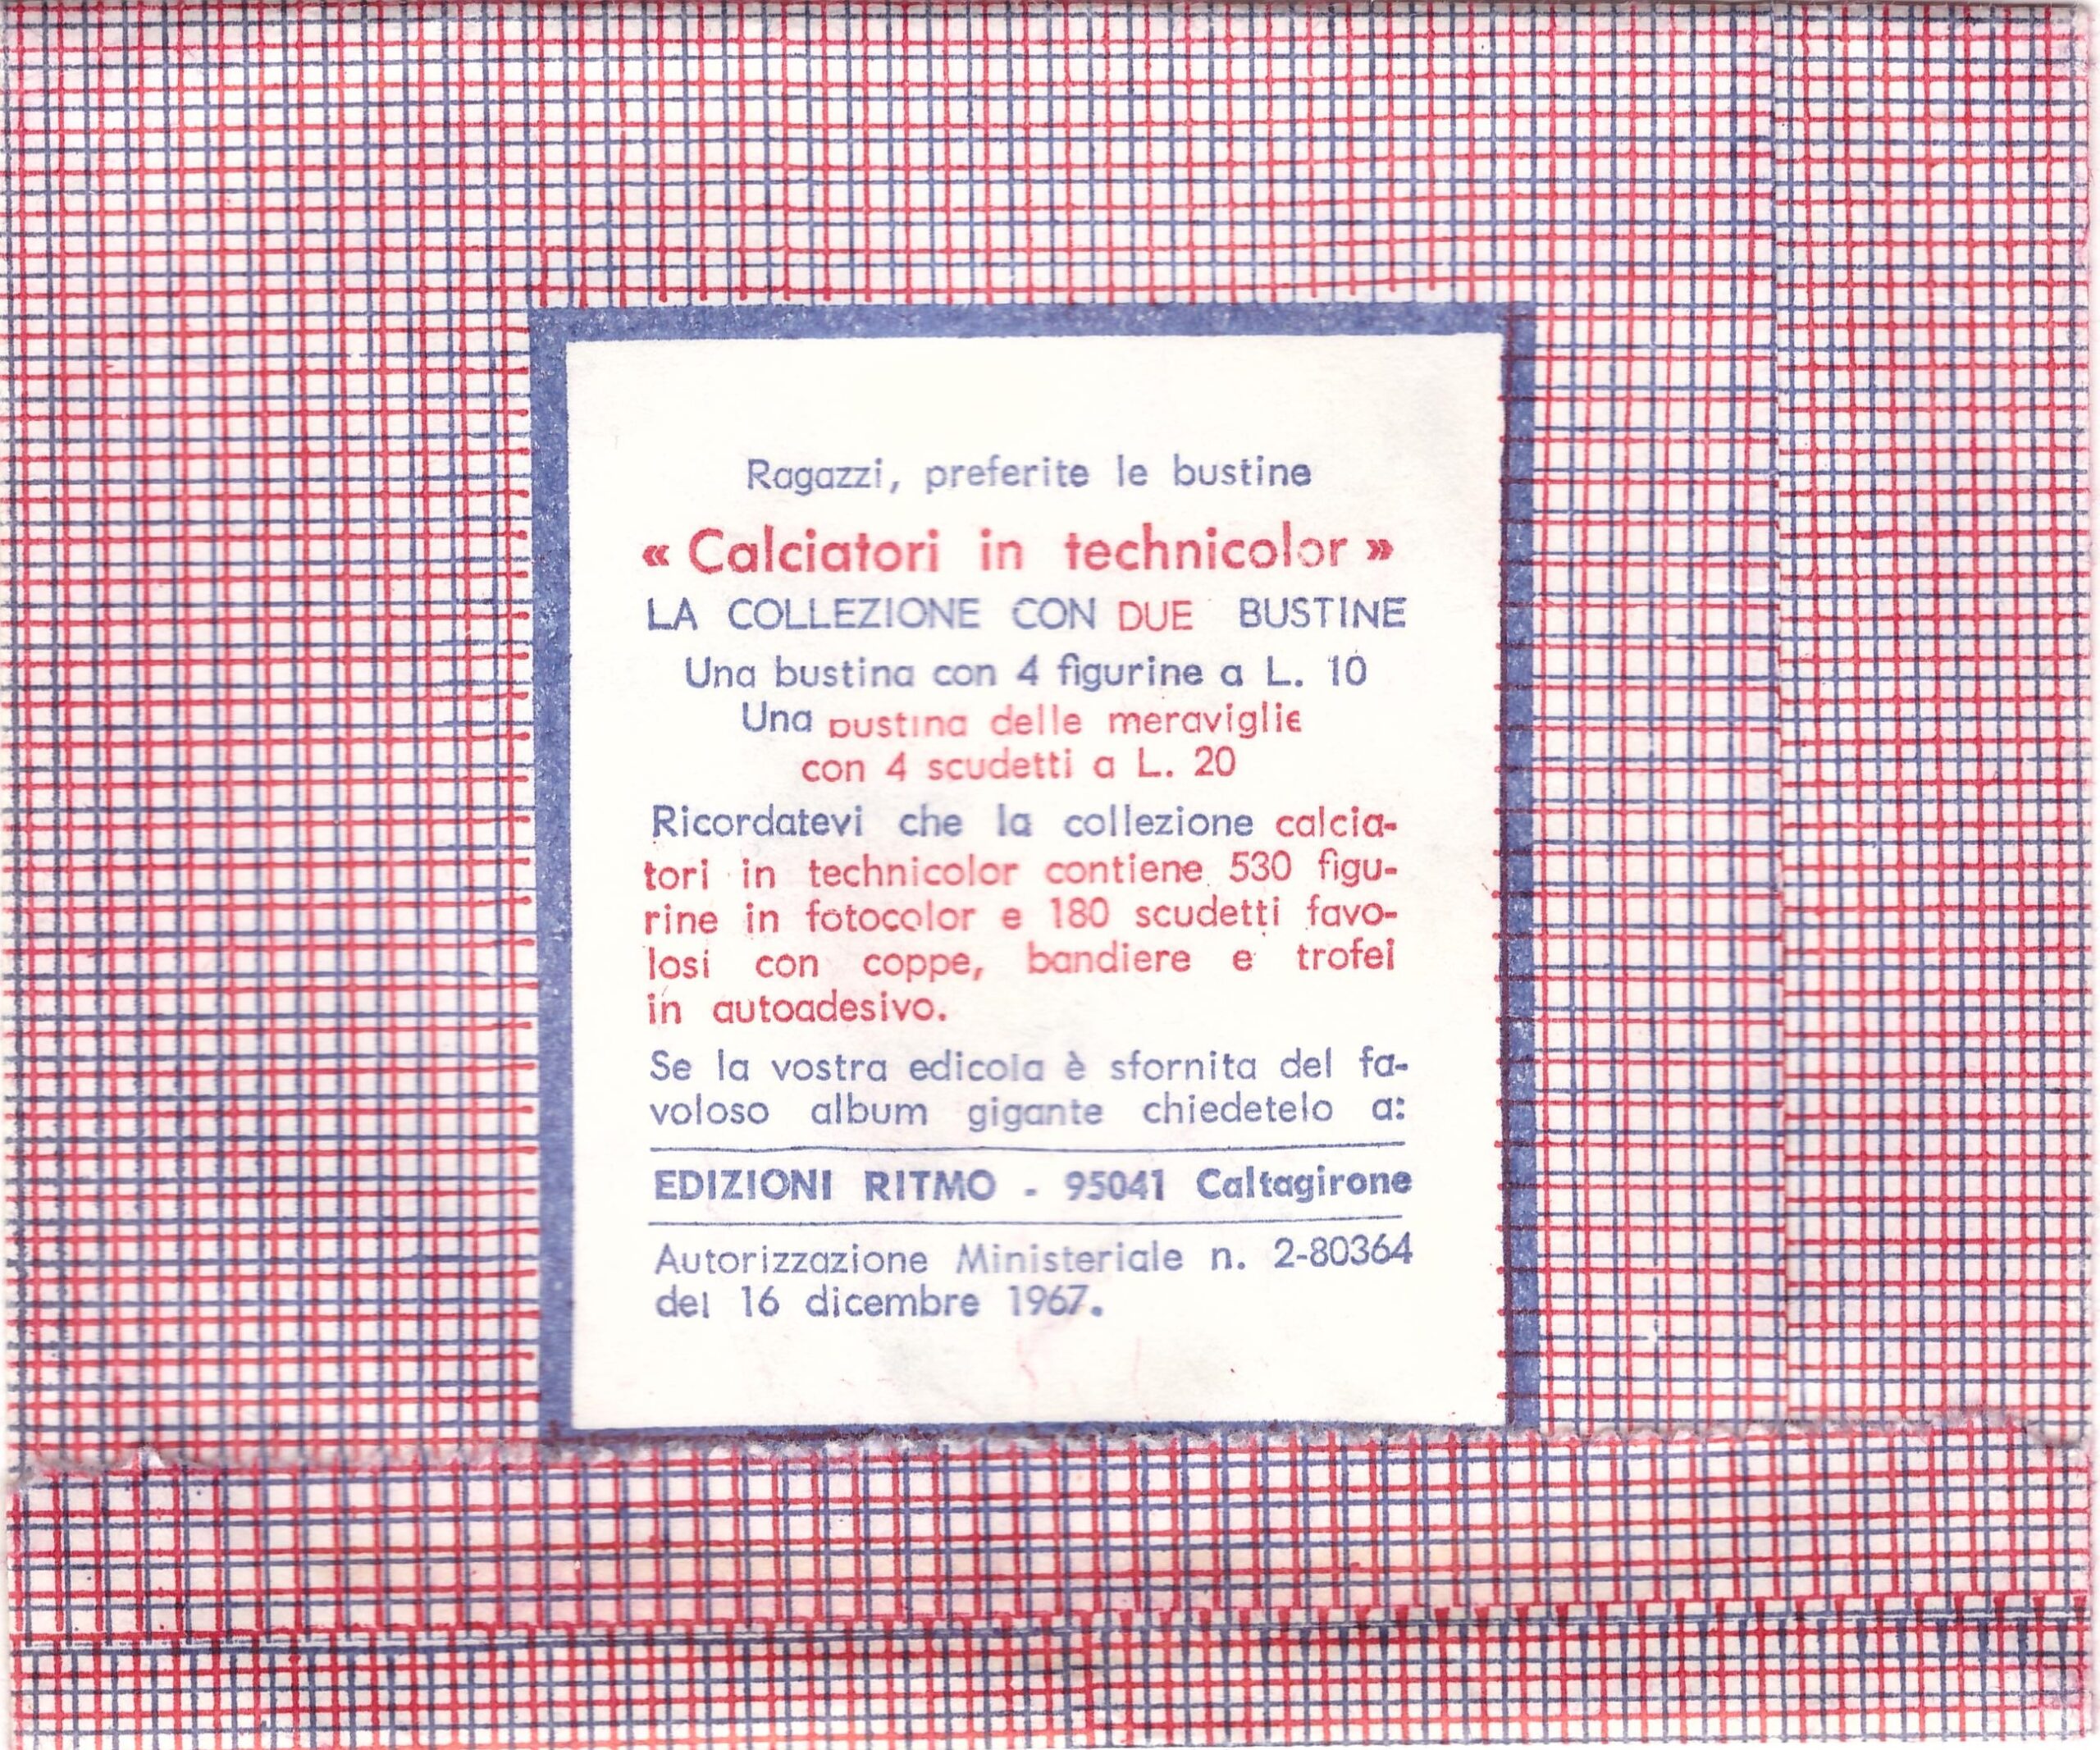 Ragazzi, preferite le bustine
« Calciatori in technicolor »
LA COLLEZIONE CON DUE BUSTINE
Una bustina con 4 figurine a L. 10
Una bustina delle meraviglie
con 4 scudetti a L. 20
Ricordatevi che la collezione calcia-
tori in technicolor contiene 530 figu-
rine in fotocolor e 180 scudetti favo-
losi con coppe, bandiere e trofei
in autoadesivo.
Se la vostra edicola è sfornita del fa-
voloso album gigante chiedetelo a:
EDIZIONI RITMO - 95041 Caltagirone
Autorizzazione Ministeriale n. 2-80364
del 16 dicembre 1967.